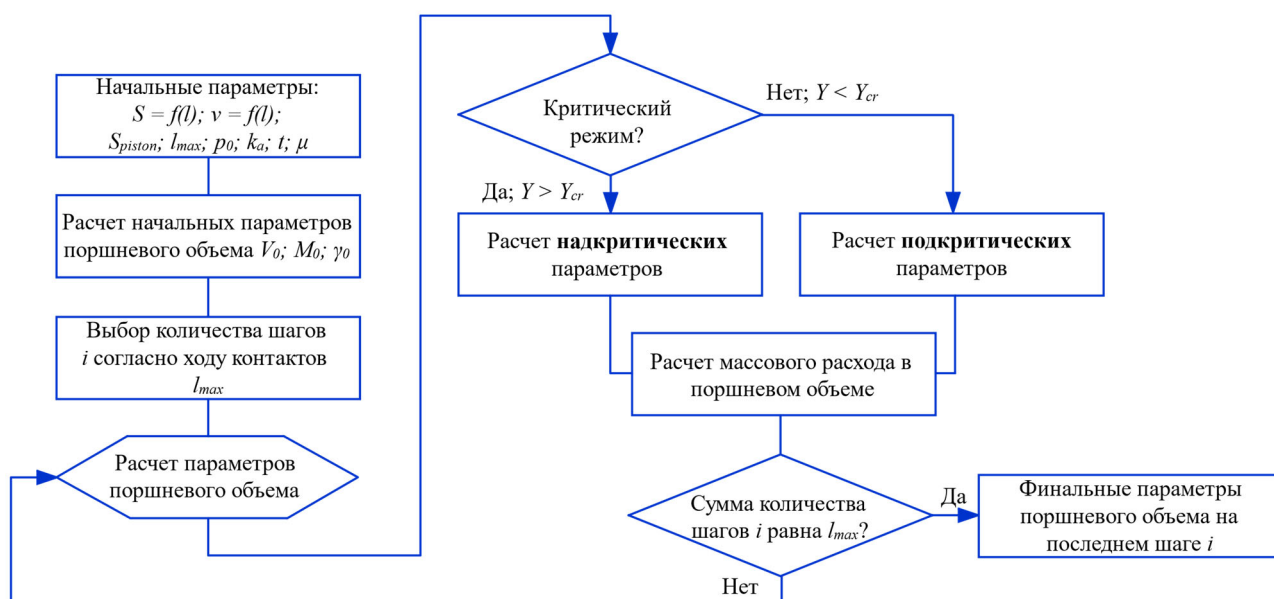 Начальные параметры:
S = f(l); v = f(l);
Spiston; lmax; p0; ka; t; μ
Расчет начальных параметров
поршневого объема V0; M0; γ0
Выбор количества шагов
i согласно ходу контактов
lmax
Расчет параметров
поршневого объема
Критический
режим?
Нет; Y < Ycr
Да; Y > Ycr
Расчет надкритических
параметров
Расчет подкритических
параметров
Расчет массового расхода в
поршневом объеме
Сумма количества
шагов i равна lmax?
Да
Нет
Финальные параметры
поршневого объема на
последнем шаге i